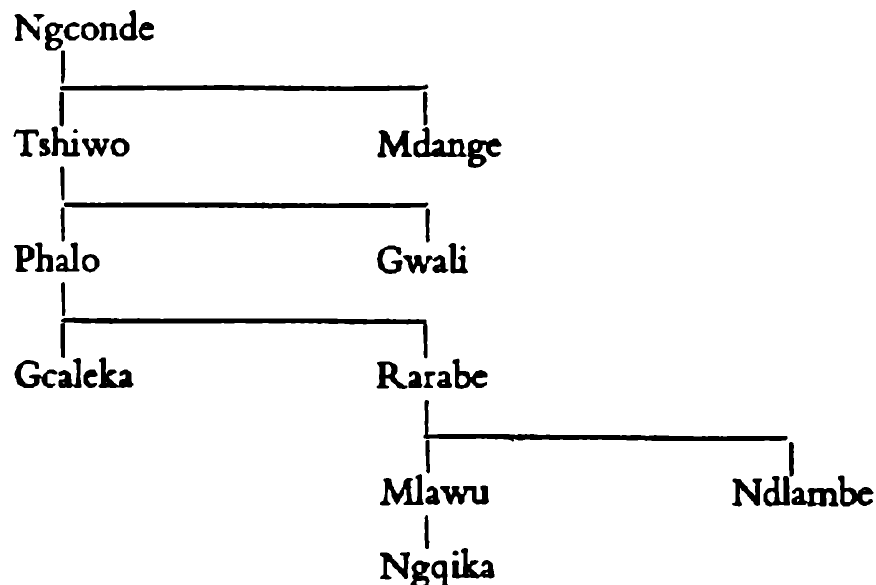 Ngconde
Tshiwo Mdange
Phalo Gwali
Gcaleka Rarabe
Mlawu Ndlambe
Ngqika